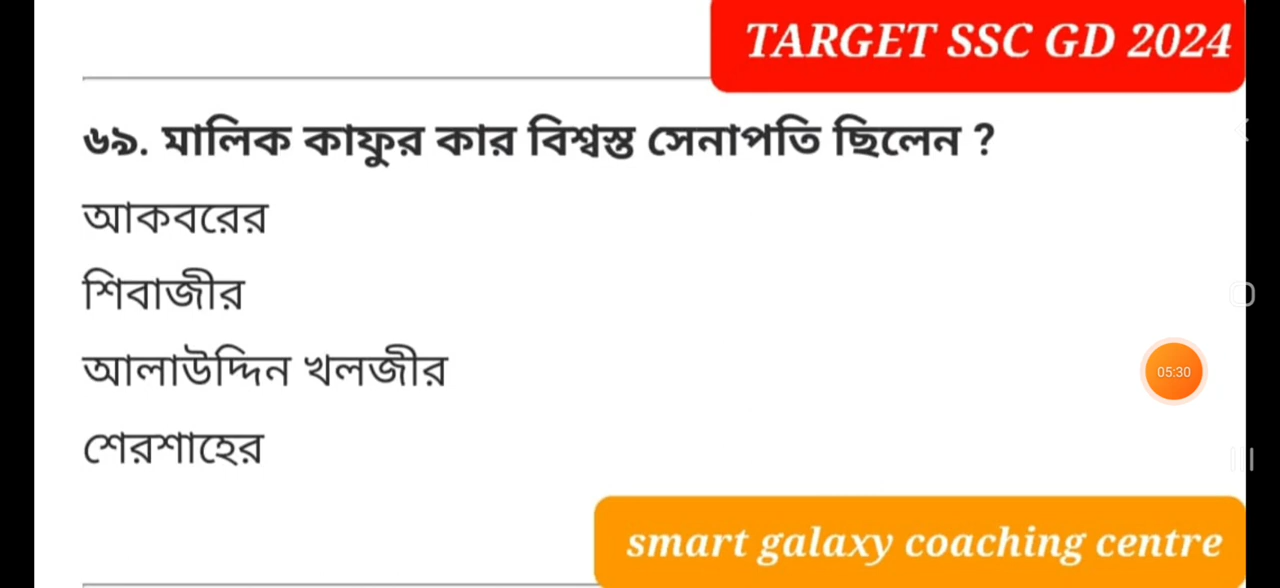 TARGET SSC GD 2024
৬৯. মালিক কাফুর কার বিশ্বস্ত সেনাপতি ছিলেন ?
আকবরের
শিবাজীর
আলাউদ্দিন খলজীর
05:30
শেরশাহের
smart galaxy coaching centre